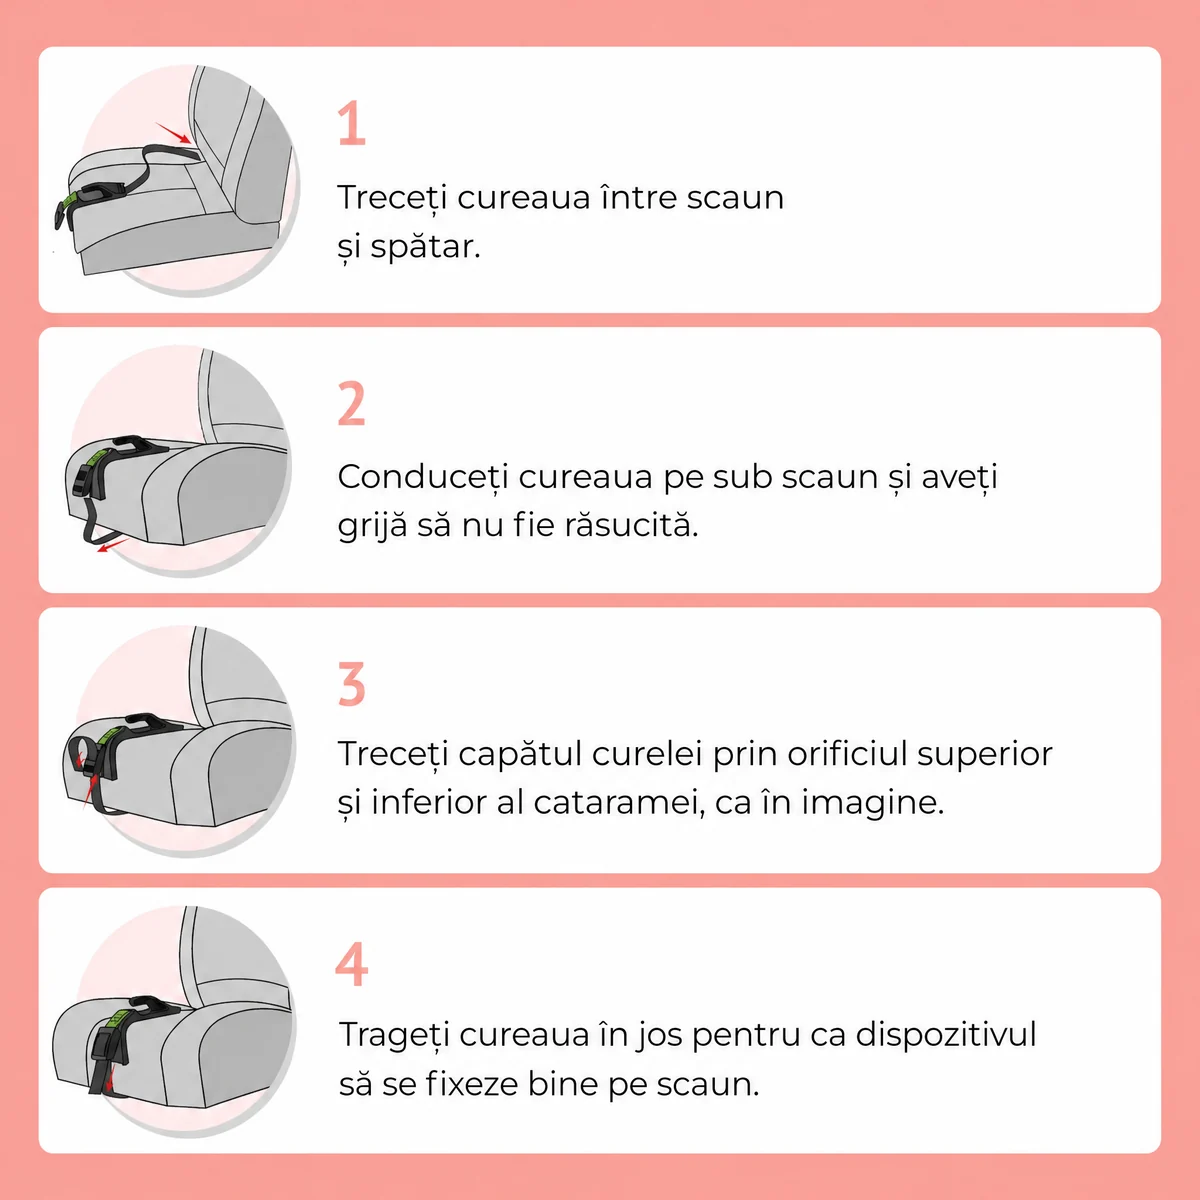 1
Treceți cureaua între scaun
și spătar.
2
Conduceți cureaua pe sub scaun și aveți
grijă să nu fie răsucită.
3
Treceți capătul curelei prin orificiul superior
și inferior al cataramei, ca în imagine.
4
Trageți cureaua în jos pentru ca dispozitivul
să se fixeze bine pe scaun.